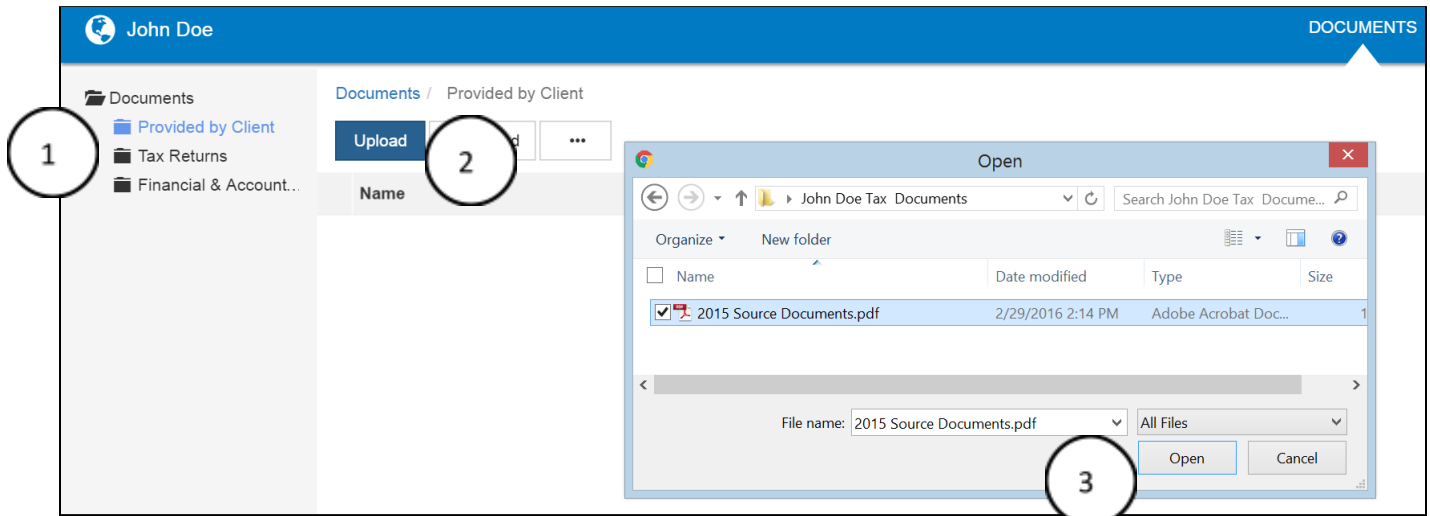 John Doe
DOCUMENTS
Documents
Provided by Client
Tax Returns
Financial & Account...
1
Documents / Provided by Client
Upload
2
•••
Name
Open
John Doe Tax Documents
Search John Doe Tax Docume...
Organize
New folder
Name Date modified Type Size
2015 Source Documents.pdf 2/29/2016 2:14 PM Adobe Acrobat Doc... 1
File name: 2015 Source Documents.pdf All Files
Open Cancel
3